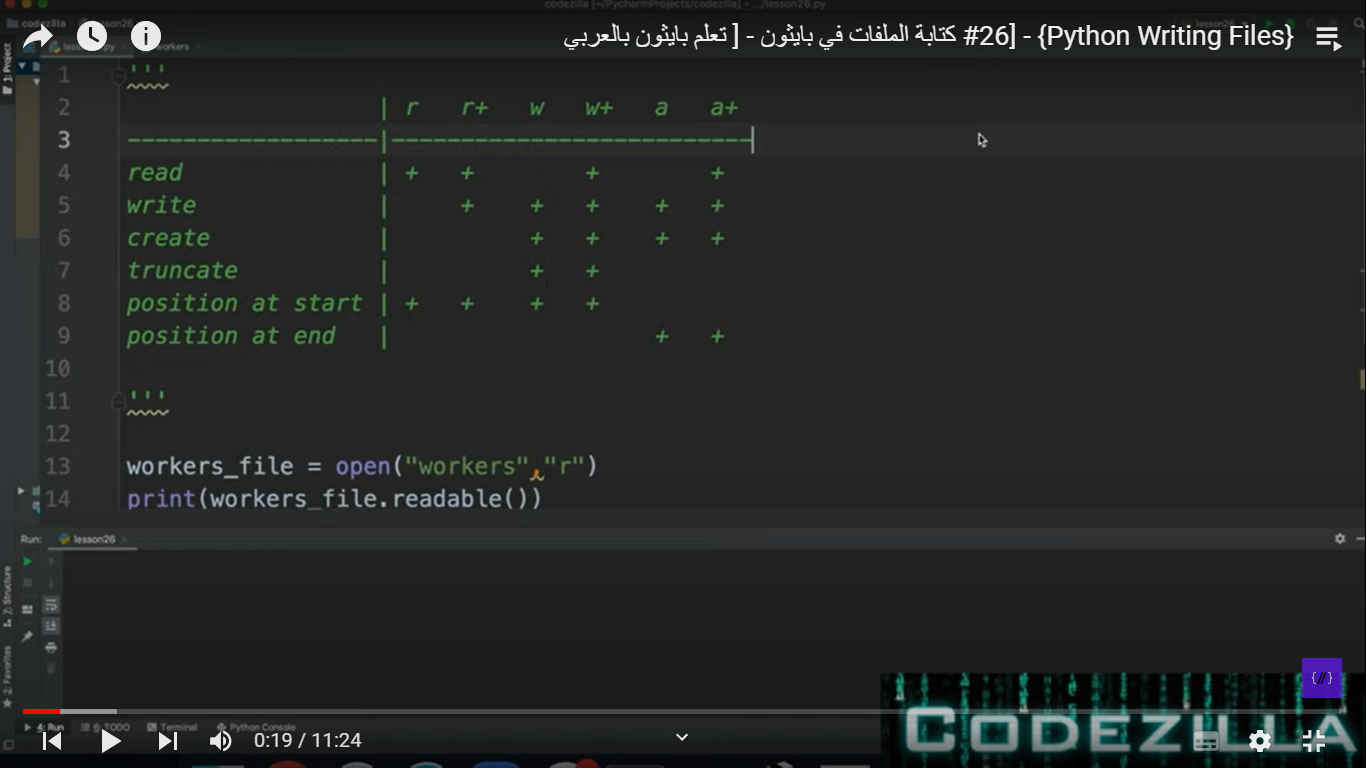 codezilla [~/PycharmProjects/codezilla] - .../lesson26.py
codezilla
{Python Writing Files} - [26# كتابة الملفات في بايثون - [ تعلم بايثون بالعربي
1: Project
1 '''
2 | r r+ w w+ a a+
3 ------------------|--------------------------
4 read | + + + +
5 write | + + + + +
6 create | + + + +
7 truncate | + +
8 position at start | + + + +
9 position at end | + +
10
11 '''
12
13 workers_file = open("workers","r")
14 print(workers_file.readable())
Run: lesson26
2: Structure
2: Favorites
{//}
4: Run 6: TODO Terminal Python Console
CODEZILLA
0:19 / 11:24